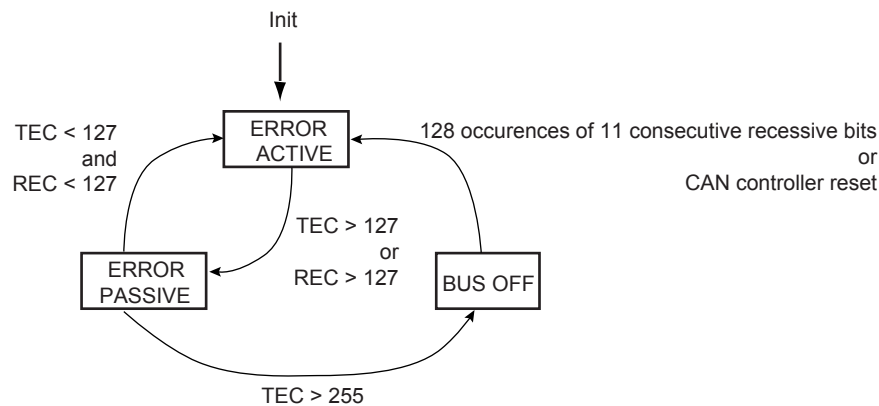 Init
ERROR
ACTIVE
TEC < 127
and
REC < 127
128 occurences of 11 consecutive recessive bits
or
CAN controller reset
TEC > 127
or
REC > 127
ERROR
PASSIVE
BUS OFF
TEC > 255